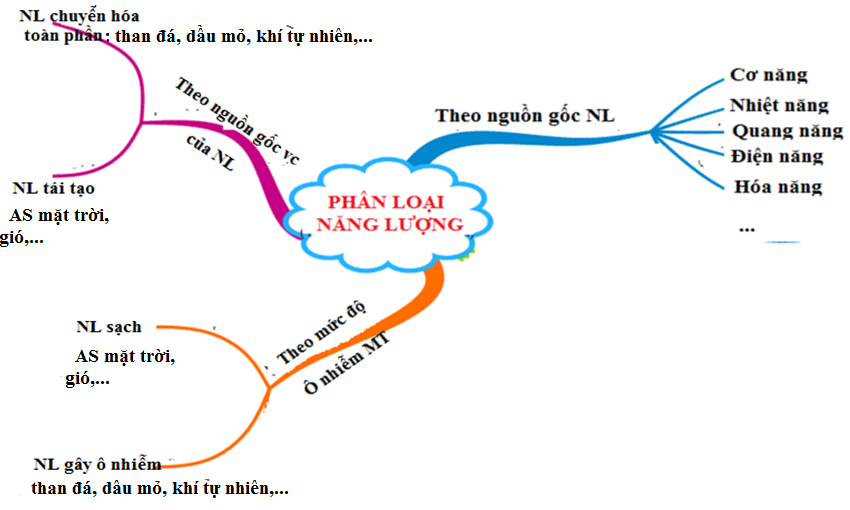 NL chuyễn hóa
toàn phần: than đá, dầu mỏ, khí tự nhiên,...
Theo nguồn gốc vc
của NL
NL tái tạo
AS mặt trời,
gió,...
PHÂN LOẠI
NĂNG LƯỢNG
Theo nguồn gốc NL
Cơ năng
Nhiệt năng
Quang năng
Điện năng
Hóa năng
...
Theo mức độ
Ô nhiễm MT
NL sạch
AS mặt trời,
gió,...
NL gây ô nhiễm
than đá, dâu mỏ, khí tự nhiên,...